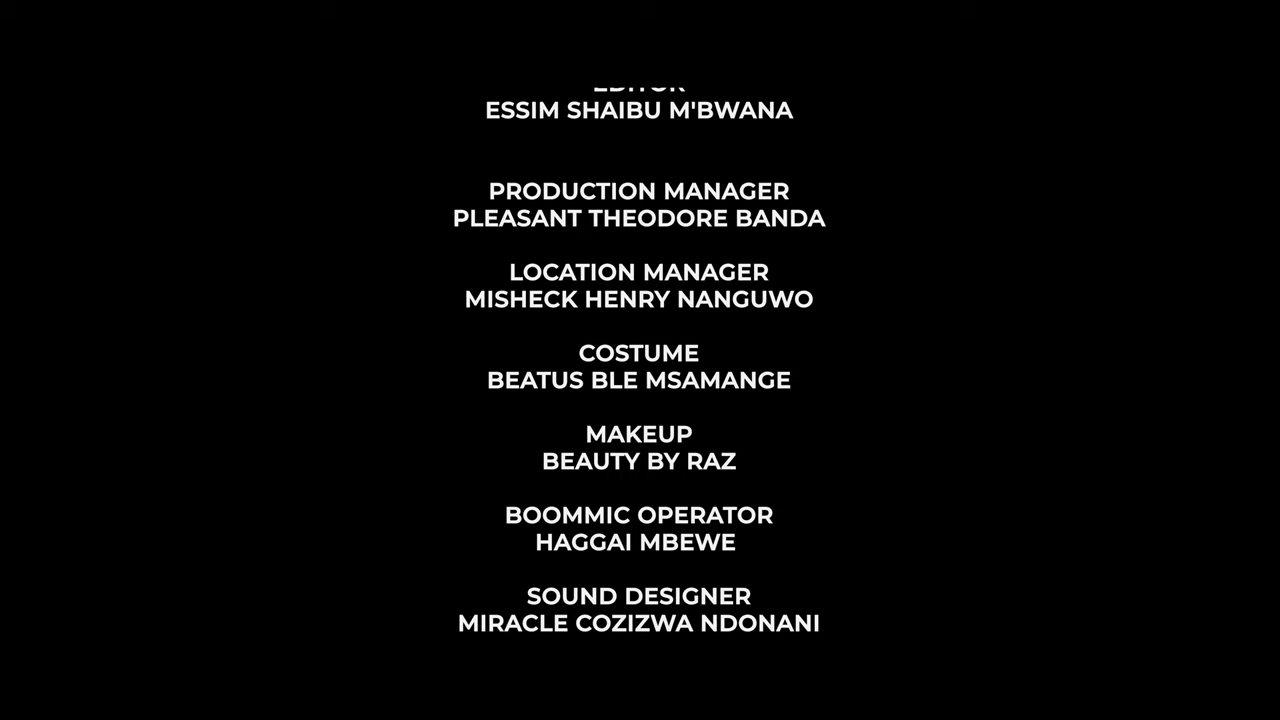 EDITOR
ESSIM SHAIBU M'BWANA
PRODUCTION MANAGER
PLEASANT THEODORE BANDA
LOCATION MANAGER
MISHECK HENRY NANGUWO
COSTUME
BEATUS BLE MSAMANGE
MAKEUP
BEAUTY BY RAZ
BOOMMIC OPERATOR
HAGGAI MBEWE
SOUND DESIGNER
MIRACLE COZIZWA NDONANI